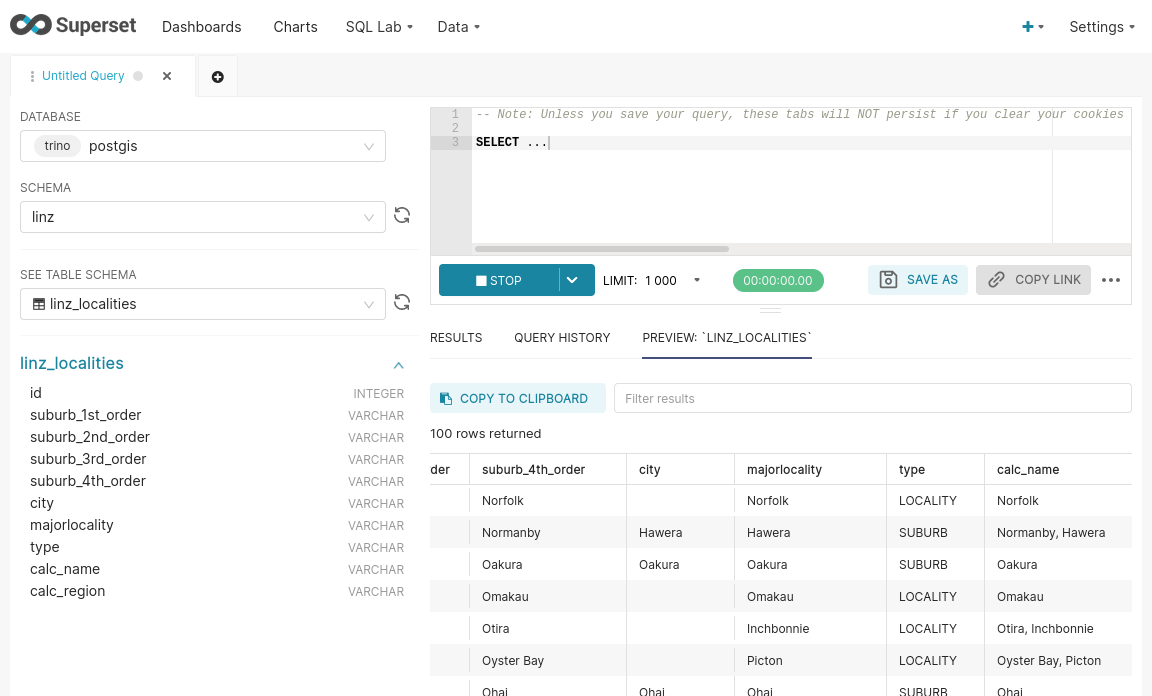 Superset Dashboards Charts SQL Lab Data + Settings
Untitled Query
DATABASE
trino postgis
SCHEMA
linz
SEE TABLE SCHEMA
linz_localities
linz_localities
id INTEGER
suburb_1st_order VARCHAR
suburb_2nd_order VARCHAR
suburb_3rd_order VARCHAR
suburb_4th_order VARCHAR
city VARCHAR
majorlocality VARCHAR
type VARCHAR
calc_name VARCHAR
calc_region VARCHAR
1 -- Note: Unless you save your query, these tabs will NOT persist if you clear your cookies
2
3 SELECT ...
STOP LIMIT: 1 000 00:00:00.00 SAVE AS COPY LINK
RESULTS QUERY HISTORY PREVIEW: `LINZ_LOCALITIES`
COPY TO CLIPBOARD Filter results
100 rows returned
der suburb_4th_order city majorlocality type calc_name
Norfolk Norfolk LOCALITY Norfolk
Normanby Hawera Hawera SUBURB Normanby, Hawera
Oakura Oakura Oakura SUBURB Oakura
Omakau Omakau LOCALITY Omakau
Otira Inchbonnie LOCALITY Otira, Inchbonnie
Oyster Bay Picton LOCALITY Oyster Bay, Picton
Ohai Ohai Ohai SUBURB Ohai